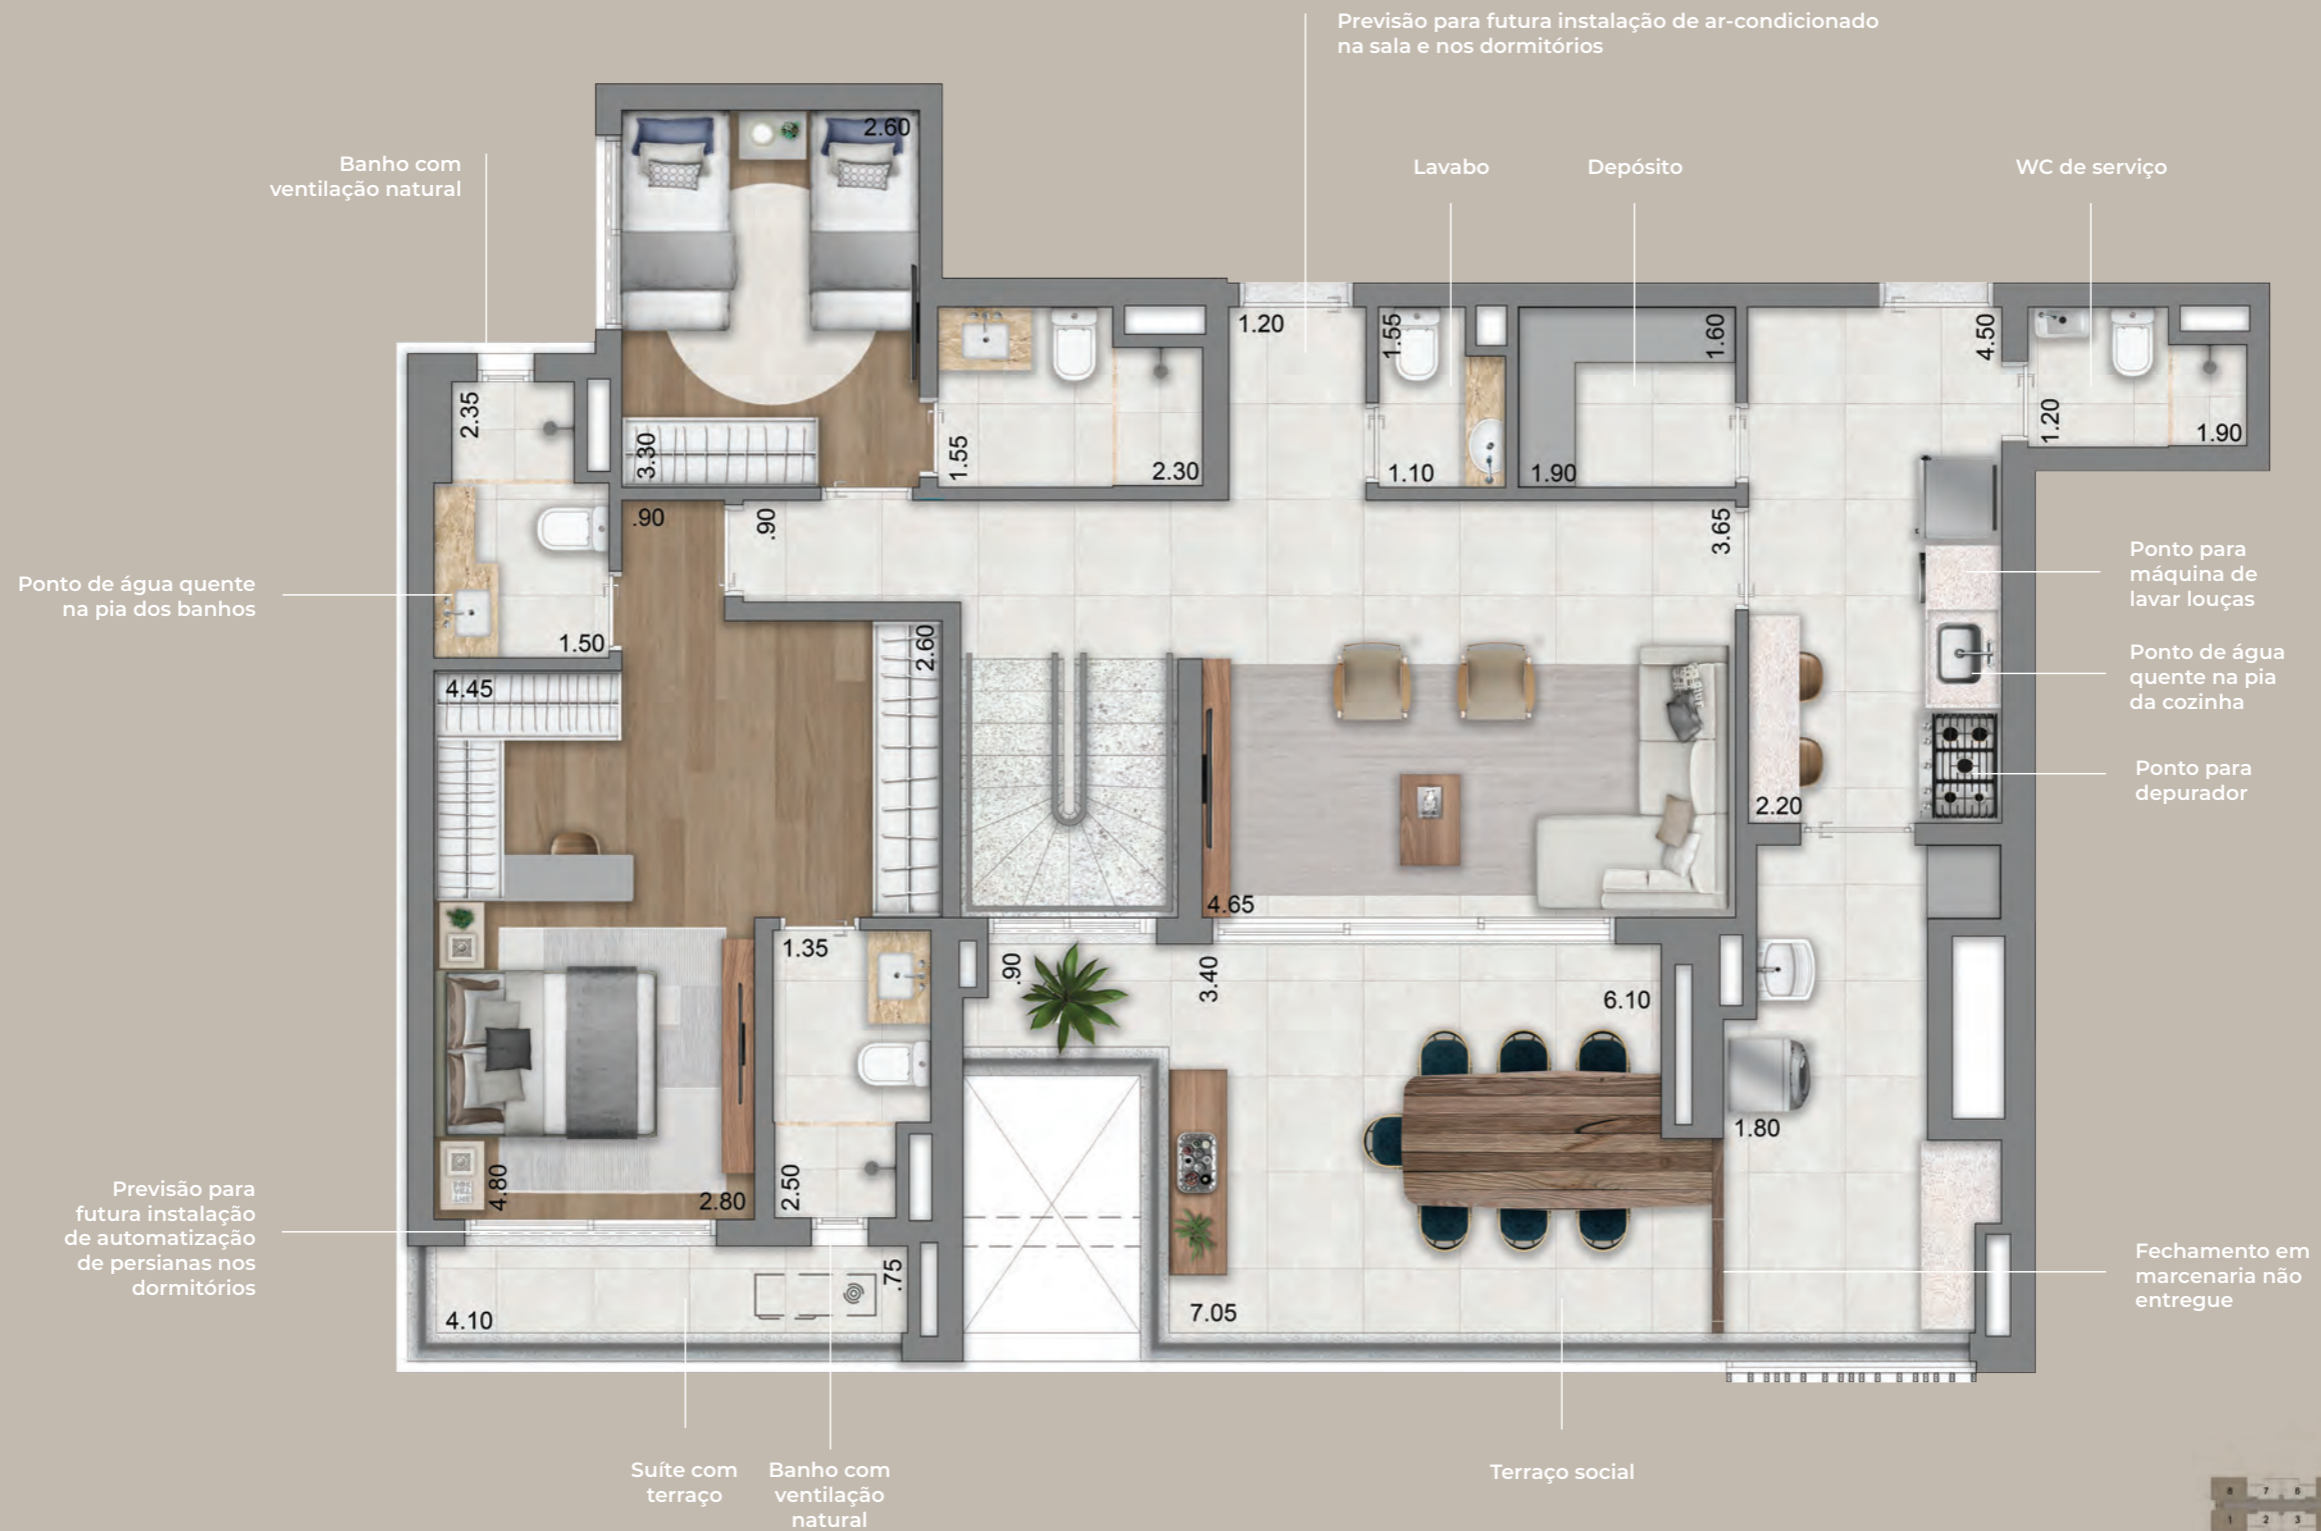 Previsão para futura instalação de ar-condicionado
na sala e nos dormitórios
Banho com
ventilação natural
Lavabo
Depósito
WC de serviço
2.60
1.20
1.55
1.60
4.50
2.35
3.30
1.55
2.30
1.10
1.90
1.20
1.90
.90
.90
3.65
Ponto de água quente
na pia dos banhos
Ponto para
máquina de
lavar louças
1.50
2.60
4.45
Ponto de água
quente na pia
da cozinha
Ponto para
depurador
2.20
4.65
1.35
.90
3.40
6.10
1.80
4.80
2.80
2.50
Previsão para
futura instalação
de automatização
de persianas nos
dormitórios
.75
4.10
7.05
Fechamento em
marcenaria não
entregue
Suíte com
terraço
Banho com
ventilação
natural
Terraço social
8 7 6
1 2 3